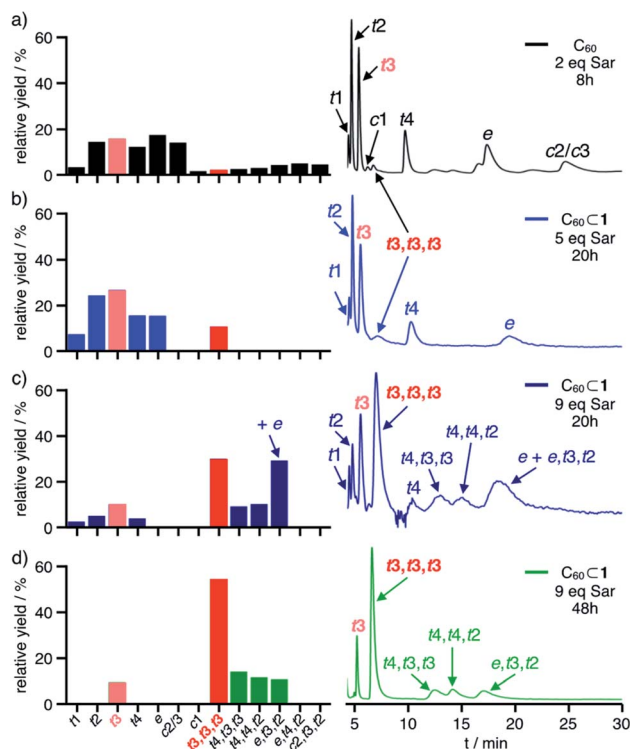 a)
60
40
20
0
relative yield / %
t1
t2
t3
c1
t4
e
c2/c3
C60
2 eq Sar
8h
t3,t3,t3
b)
60
40
20
0
relative yield / %
t2
t3
t1
t4
e
C60⊂1
5 eq Sar
20h
c)
60
40
20
0
relative yield / %
+ e
t3
t3,t3,t3
t2
t1
t4
t4,t3,t3
t4,t4,t2
e + e,t3,t2
C60⊂1
9 eq Sar
20h
d)
60
40
20
0
relative yield / %
t3
t3,t3,t3
t4,t4,t2
t4,t3,t3
e,t3,t2
C60⊂1
9 eq Sar
48h
t1
t2
t3
t4
e
c2/3
c1
t3,t3,t3
t4,t3,t3
t4,t4,t2
e,t3,t2
e,t4,t2
c2,t3,t2
5 10 15 20 25 30
t / min